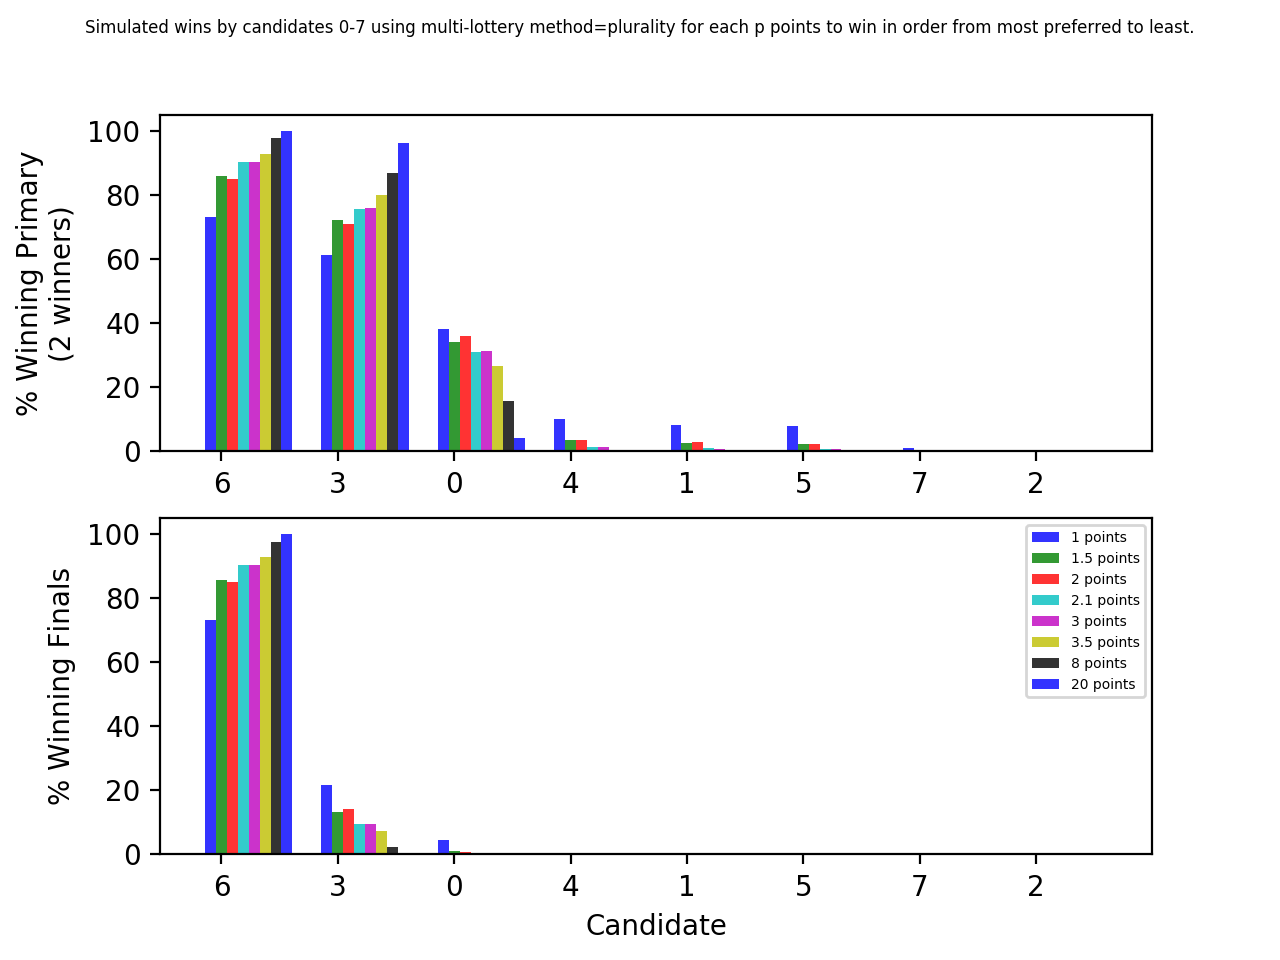 Simulated wins by candidates 0-7 using multi-lottery method=plurality for each p points to win in order from most preferred to least.
% Winning Primary
(2 winners)
100
80
60
40
20
0
6 3 0 4 1 5 7 2
% Winning Finals
100
80
60
40
20
0
1 points
1.5 points
2 points
2.1 points
3 points
3.5 points
8 points
20 points
6 3 0 4 1 5 7 2
Candidate